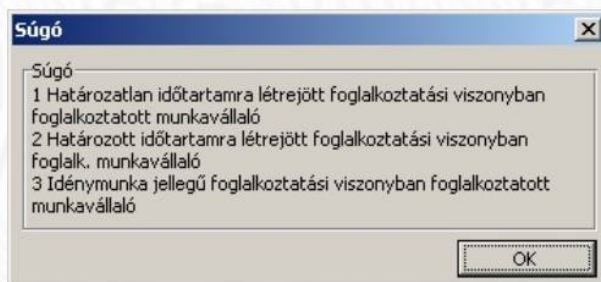 Súgó
Súgó
1 Határozatlan időtartamra létrejött foglalkoztatási viszonyban
foglalkoztatott munkavállaló
2 Határozott időtartamra létrejött foglalkoztatási viszonyban
foglalk. munkavállaló
3 Idénymunka jellegű foglalkoztatási viszonyban foglalkoztatott
munkavállaló
OK